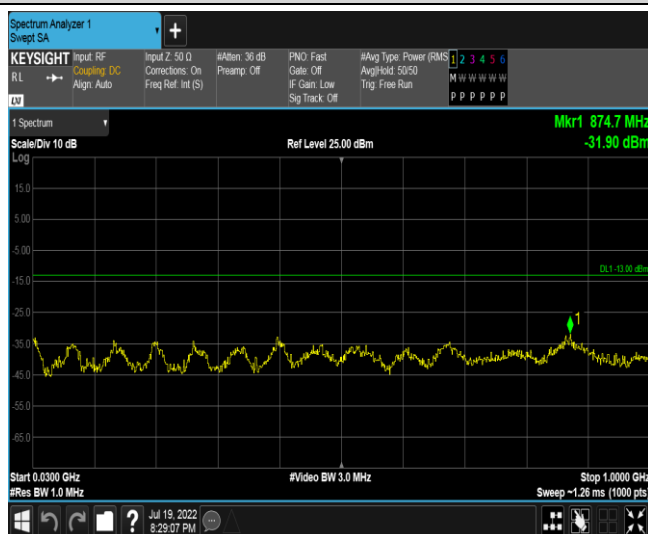 Spectrum Analyzer 1
Swept SA
+
KEYSIGHT
RL
LXI
Input: RF
Coupling: DC
Align: Auto
Input Z: 50 Ω
Corrections: On
Freq Ref: Int (S)
#Atten: 36 dB
Preamp: Off
PNO: Fast
Gate: Off
IF Gain: Low
Sig Track: Off
#Avg Type: Power (RMS
Avg|Hold: 50/50
Trig: Free Run
1 2 3 4 5 6
M W W W W W
P P P P P P
1 Spectrum
Scale/Div 10 dB
Ref Level 25.00 dBm
Mkr1 874.7 MHz
-31.90 dBm
Log
15.0
5.00
-5.00
DL1 -13.00 dBm
-15.0
-25.0
1
-35.0
-45.0
-55.0
-65.0
Start 0.0300 GHz
#Video BW 3.0 MHz
Stop 1.0000 GHz
#Res BW 1.0 MHz
Sweep ~1.26 ms (1000 pts)
?
Jul 19, 2022
8:29:07 PM